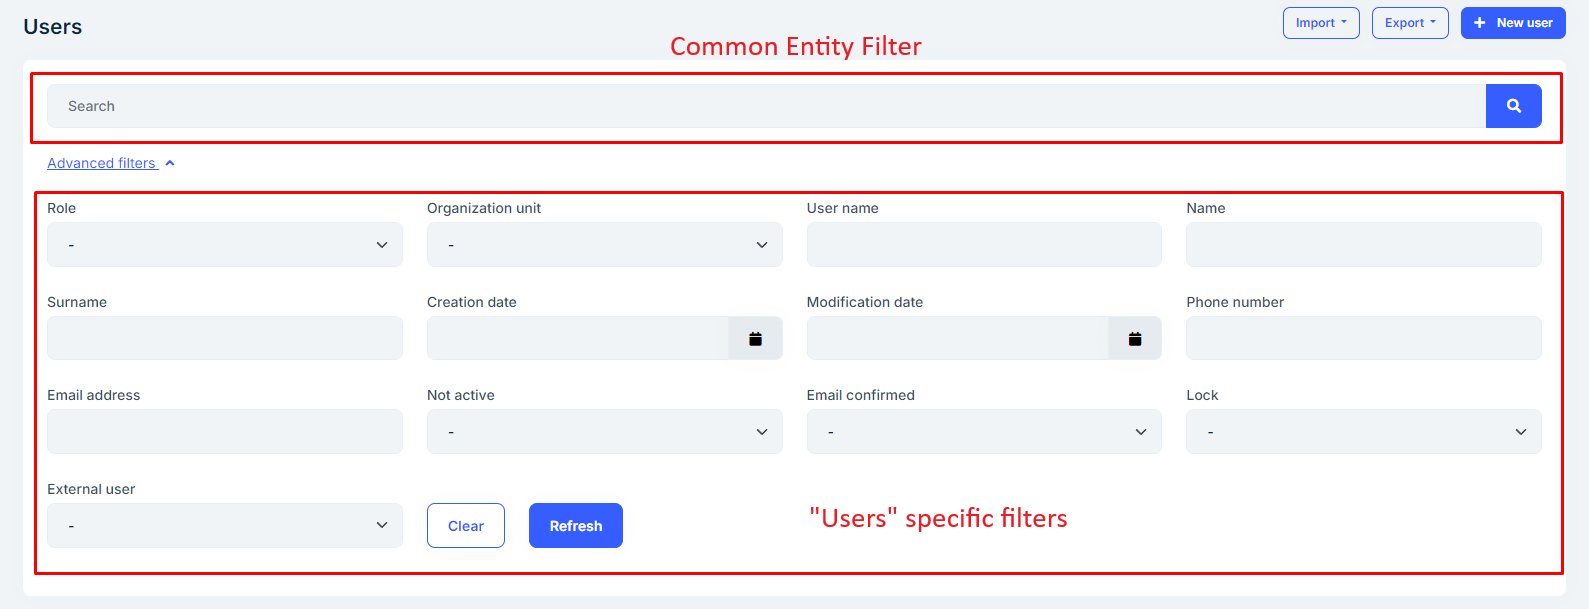 Users
Import
Export
New user
Common Entity Filter
Search
Advanced filters
Role
Organization unit
User name
Name
-
-
Surname
Creation date
Modification date
Phone number
Email address
Not active
Email confirmed
Lock
-
-
-
External user
-
Clear
Refresh
"Users" specific filters